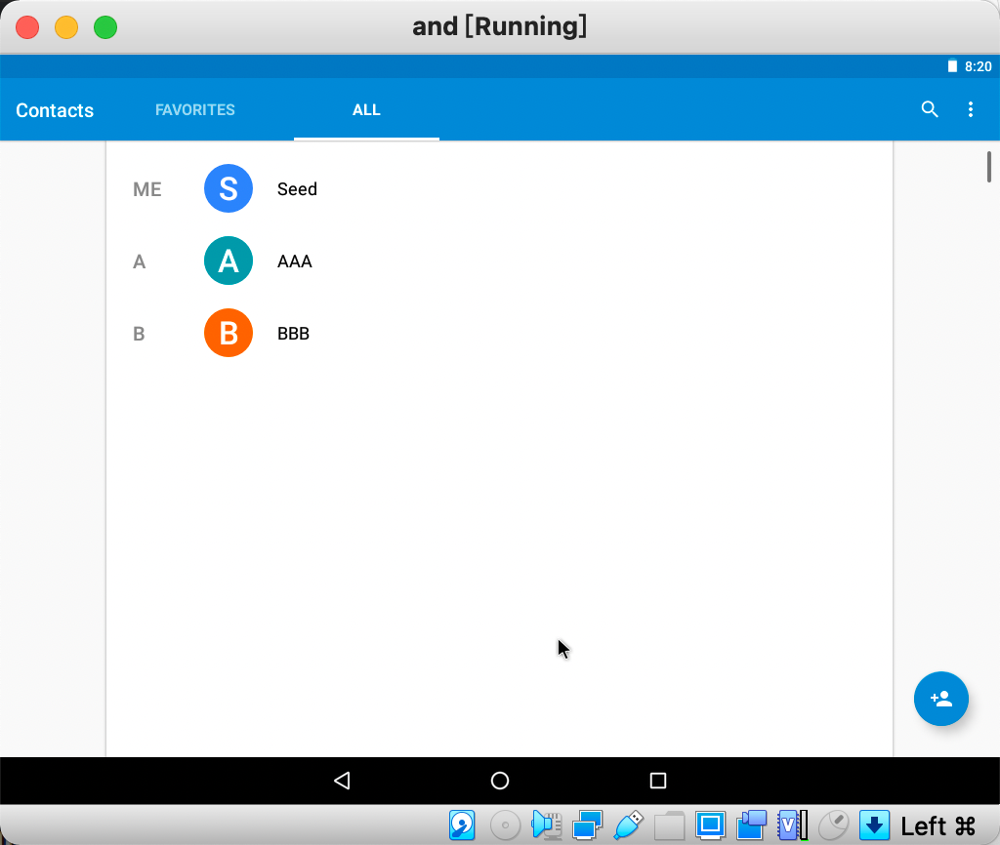 and [Running]
8:20
Contacts FAVORITES ALL
ME S Seed
A A AAA
B B BBB
V Left ⌘